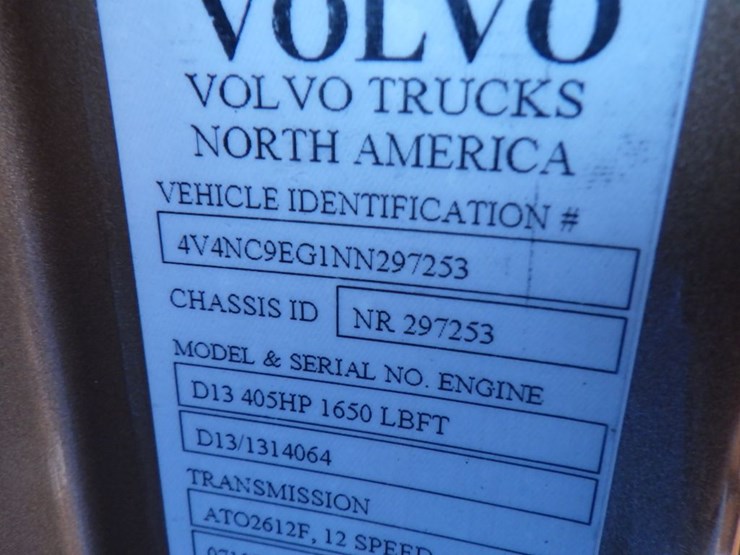 VOLVO
VOLVO TRUCKS
NORTH AMERICA
VEHICLE IDENTIFICATION #
4V4NC9EG1NN297253
CHASSIS ID NR 297253
MODEL & SERIAL NO. ENGINE
D13 405HP 1650 LBFT
D13/1314064
TRANSMISSION
ATO2612F, 12 SPEED